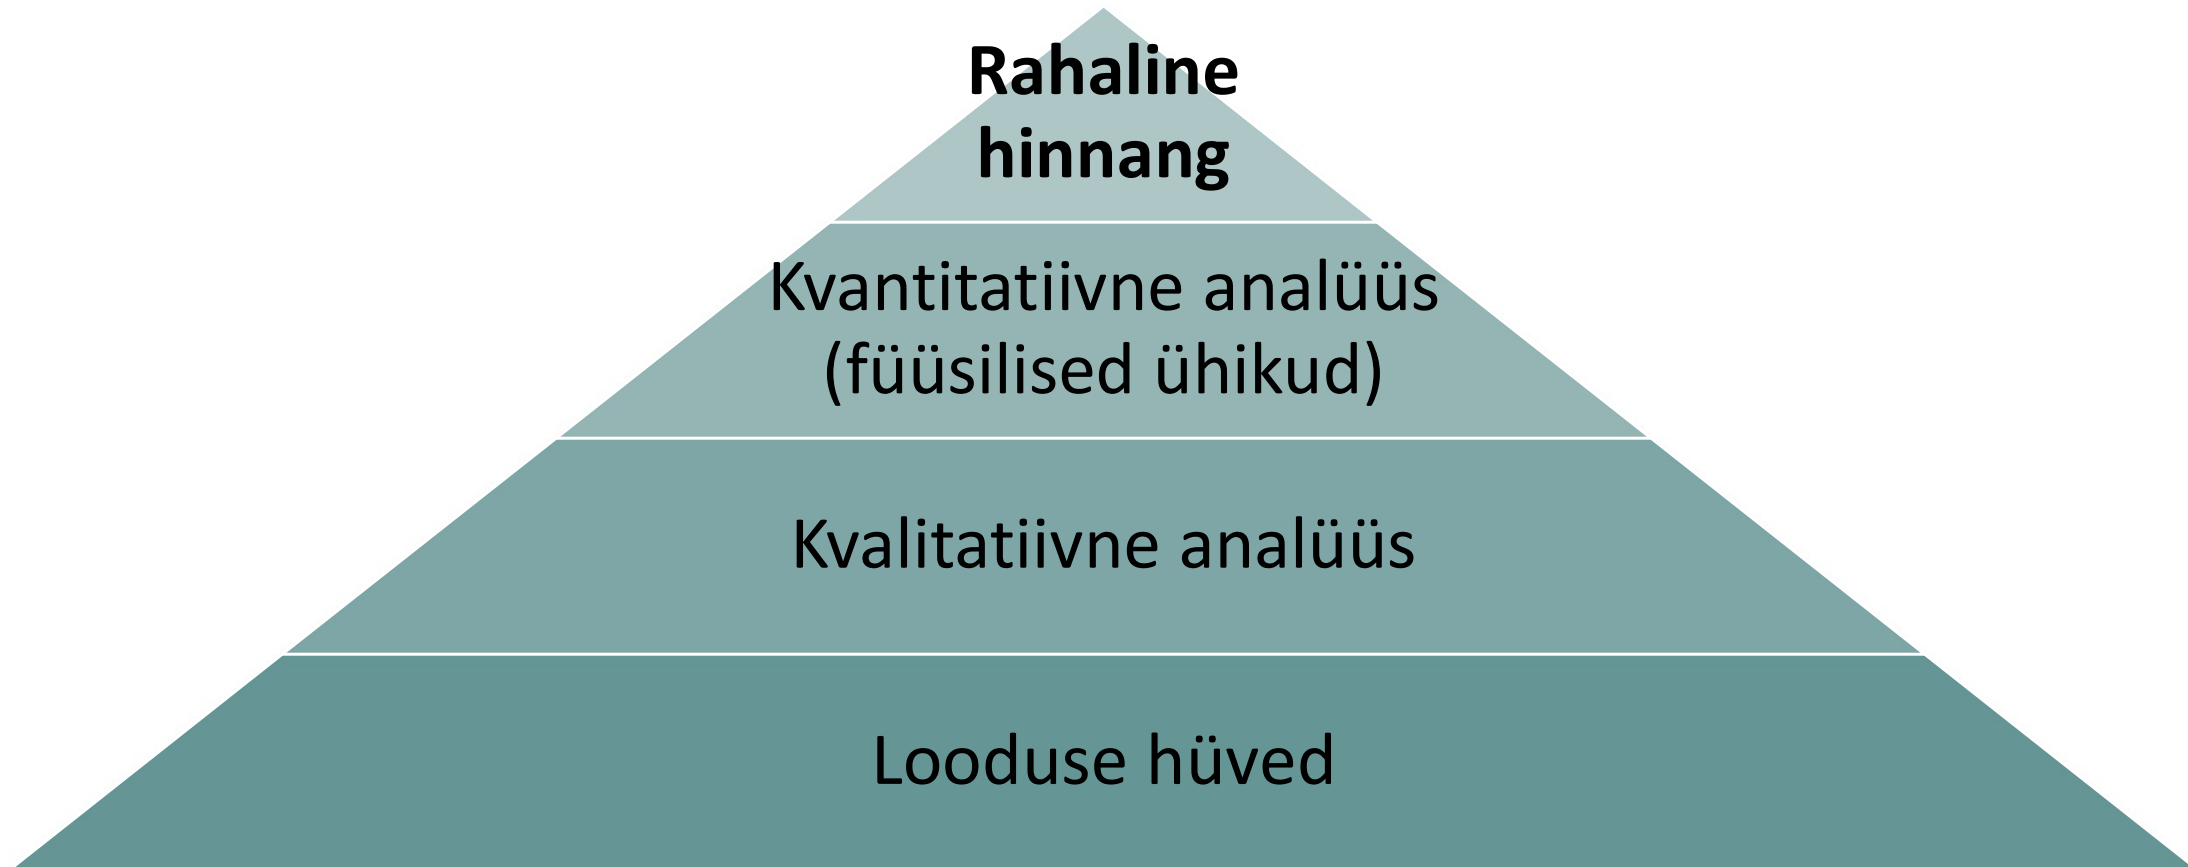 Rahaline
hinnang
Kvantitatiivne analüüs
(füüsilised ühikud)
Kvalitatiivne analüüs
Looduse hüved